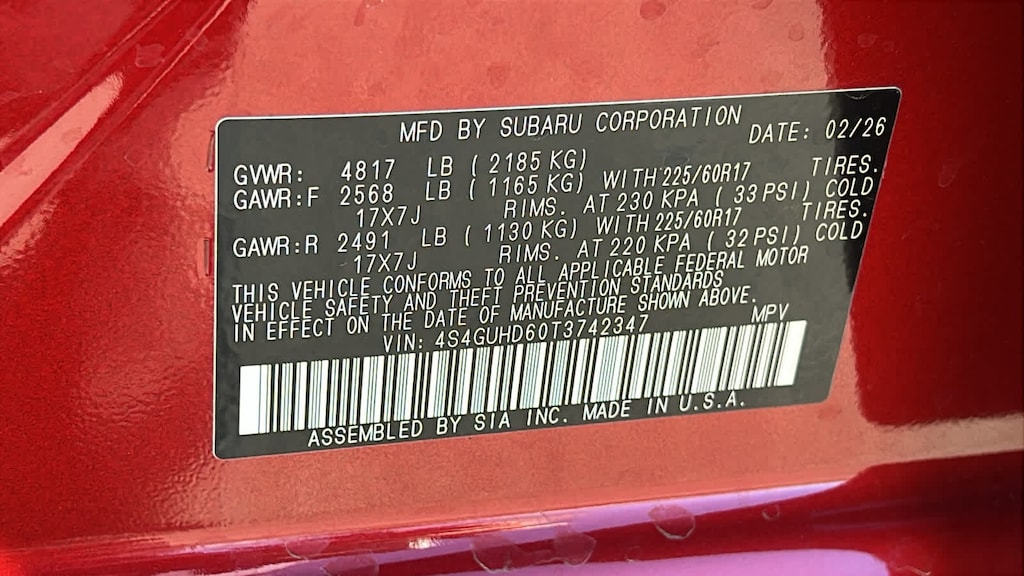 MFD BY SUBARU CORPORATION DATE: 02/26
GVWR: 4817 LB ( 2185 KG)
GAWR:F 2568 LB ( 1165 KG) WITH 225/60R17 TIRES.
17X7J RIMS. AT 230 KPA ( 33 PSI) COLD
GAWR:R 2491 LB ( 1130 KG) WITH 225/60R17 TIRES.
17X7J RIMS. AT 220 KPA ( 32 PSI) COLD
THIS VEHICLE CONFORMS TO ALL APPLICABLE FEDERAL MOTOR
VEHICLE SAFETY AND THEFT PREVENTION STANDARDS
IN EFFECT ON THE DATE OF MANUFACTURE SHOWN ABOVE.
VIN: 4S4GUHD60T3742347 MPV
ASSEMBLED BY SIA INC. MADE IN U.S.A.